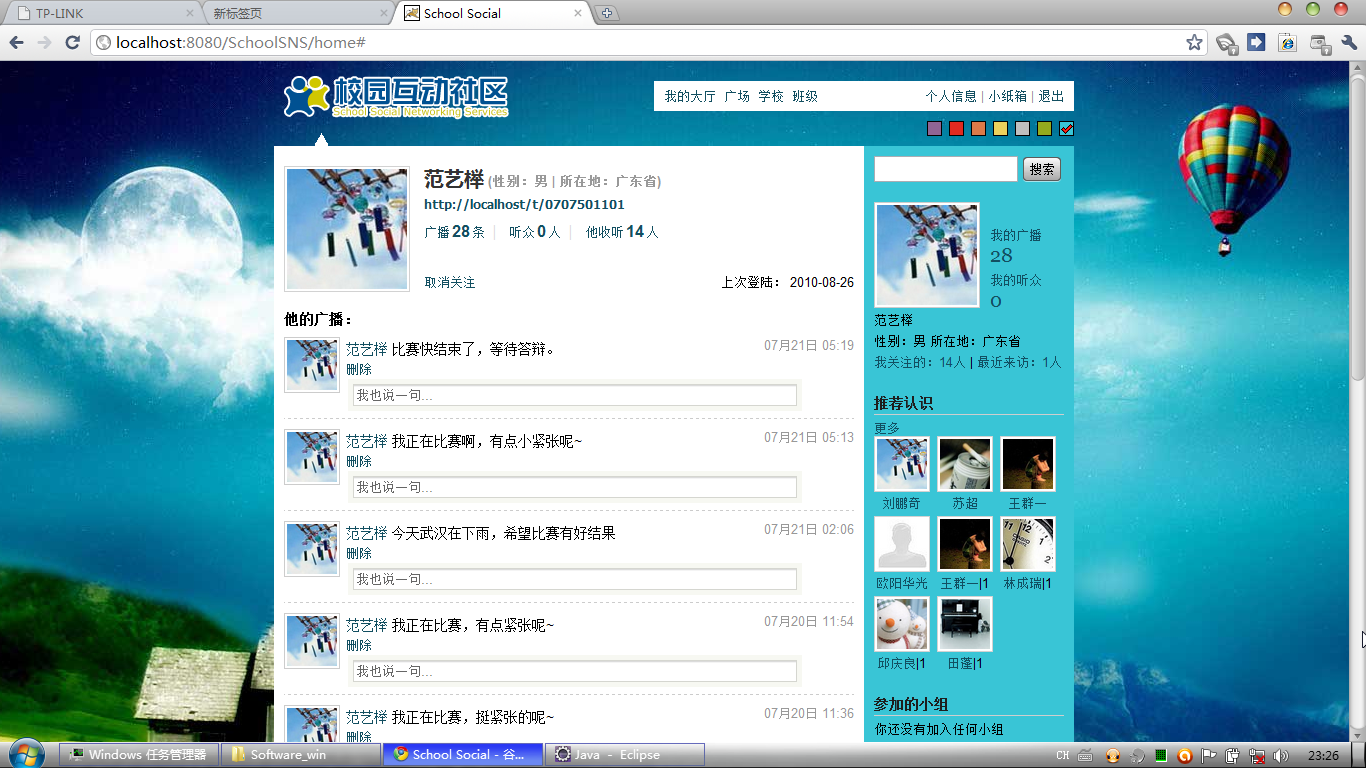 TP-LINK
新标签页
School Social
localhost:8080/SchoolSNS/home#
校园互动社区
School Social Networking Services
我的大厅 广场 学校 班级
个人信息 | 小纸箱 | 退出
范艺榉 (性别：男 | 所在地：广东省)
http://localhost/t/0707501101
广播28条 | 听众0人 | 他收听14人
取消关注
上次登陆： 2010-08-26
他的广播：
范艺榉 比赛快结束了，等待答辩。
07月21日 05:19
删除
我也说一句...
范艺榉 我正在比赛啊，有点小紧张呢~
07月21日 05:13
删除
我也说一句...
范艺榉 今天武汉在下雨，希望比赛有好结果
07月21日 02:06
删除
我也说一句...
范艺榉 我正在比赛，有点紧张呢~
07月20日 11:54
删除
我也说一句...
范艺榉 我正在比赛，挺紧张的呢~
07月20日 11:36
删除
搜索
我的广播
28
我的听众
0
范艺榉
性别：男 所在地：广东省
我关注的：14人 | 最近来访：1人
推荐认识
更多
刘鹏奇 苏超 王群一
欧阳华光 王群一|1 林成瑞|1
邱庆良|1 田蓬|1
参加的小组
你还没有加入任何小组
Windows 任务管理器
Software_win
School Social - 谷...
Java - Eclipse
CH
23:26